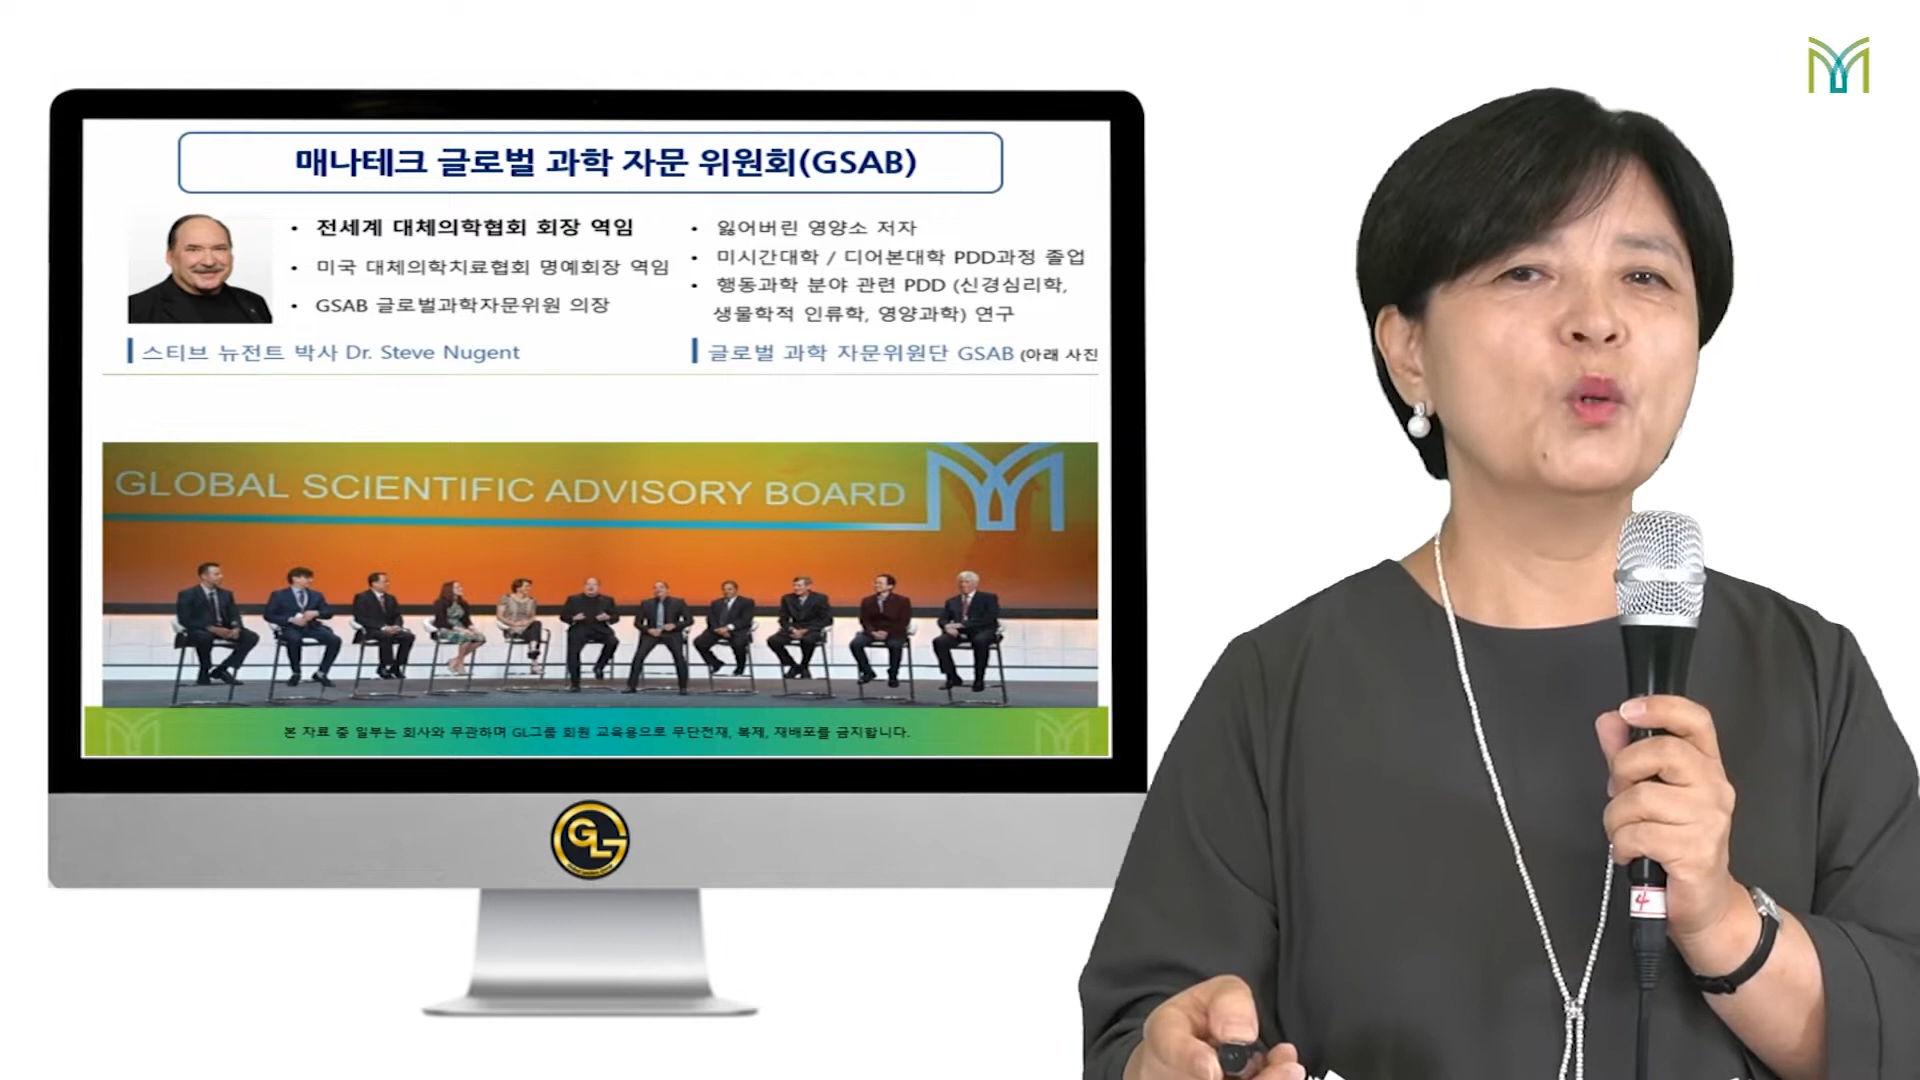 매나테크 글로벌 과학 자문 위원회(GSAB)
• 전세계 대체의학협회 회장 역임
• 미국 대체의학치료협회 명예회장 역임
• GSAB 글로벌과학자문위원 의장
스티브 뉴전트 박사 Dr. Steve Nugent
• 잃어버린 영양소 저자
• 미시간대학 / 디어본대학 PDD과정 졸업
• 행동과학 분야 관련 PDD (신경심리학,
생물학적 인류학, 영양과학) 연구
글로벌 과학 자문위원단 GSAB (아래 사진
GLOBAL SCIENTIFIC ADVISORY BOARD
본 자료 중 일부는 회사와 무관하며 GL그룹 회원 교육용으로 무단전재, 복제, 재배포를 금지합니다.
GLG
4